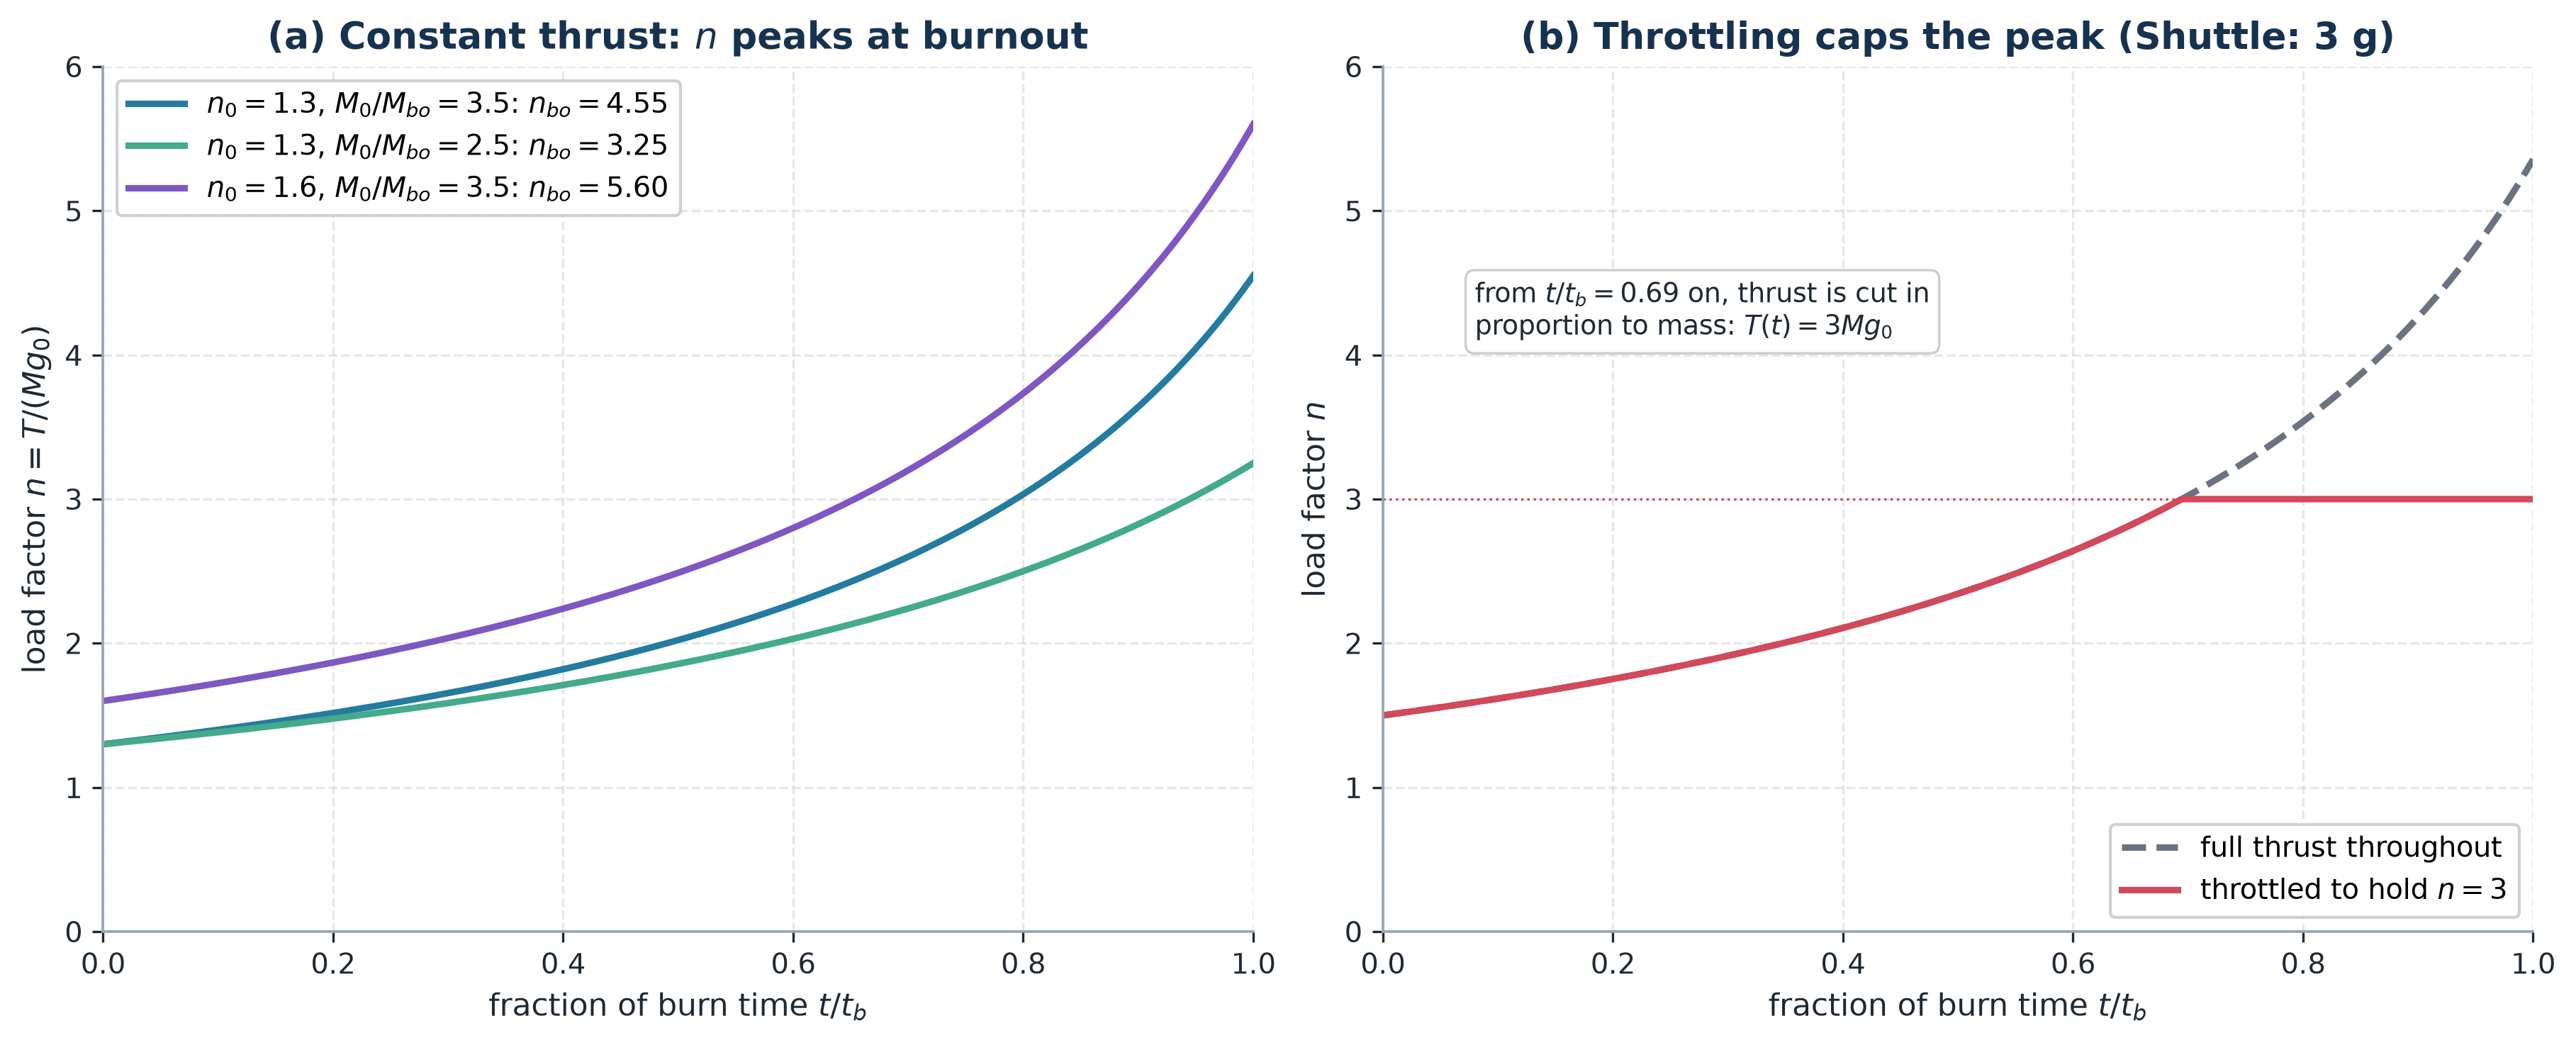 (a) Constant thrust: n peaks at burnout
load factor n = T/(Mg₀)
6
5
4
3
2
1
0
n₀ = 1.3, M₀/M_bo = 3.5: n_bo = 4.55
n₀ = 1.3, M₀/M_bo = 2.5: n_bo = 3.25
n₀ = 1.6, M₀/M_bo = 3.5: n_bo = 5.60
0.0 0.2 0.4 0.6 0.8 1.0
fraction of burn time t/t_b
(b) Throttling caps the peak (Shuttle: 3 g)
load factor n
6
5
4
3
2
1
0
from t/t_b = 0.69 on, thrust is cut in
proportion to mass: T(t) = 3Mg₀
full thrust throughout
throttled to hold n = 3
0.0 0.2 0.4 0.6 0.8 1.0
fraction of burn time t/t_b